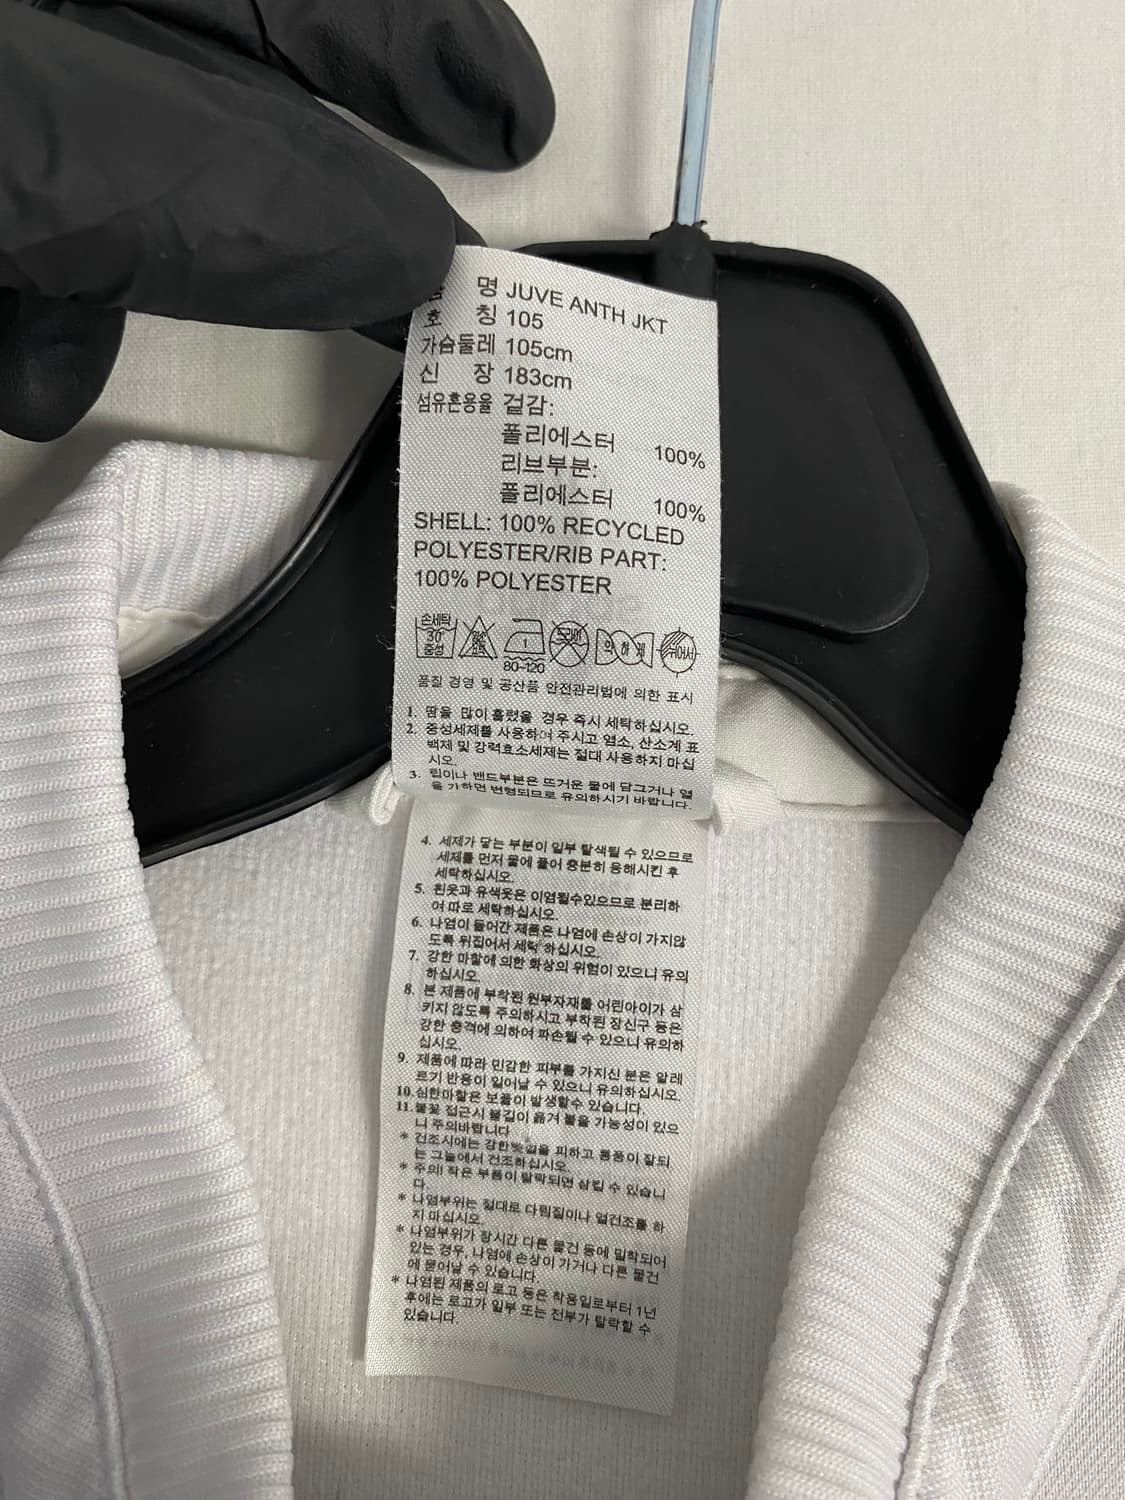 명 JUVE ANTH JKT
호 칭 105
가슴둘레 105cm
신 장 183cm
섬유혼용율 겉감:
폴리에스터 100%
리브부분:
폴리에스터 100%
SHELL: 100% RECYCLED
POLYESTER/RIB PART:
100% POLYESTER
손세탁 30° 중성 80~120 드라이 약하게 뉘어서
품질 경영 및 공산품 안전관리법에 의한 표시
1. 땀을 많이 흘렸을 경우 즉시 세탁하십시오.
2. 중성세제를 사용하여 주시고 염소, 산소계 표
백제 및 강력효소세제는 절대 사용하지 마십
시오.
3. 립이나 밴드부분은 뜨거운 물에 담그거나 열
을 가하면 변형되므로 유의하시기 바랍니다.
4. 세제가 닿는 부분이 일부 탈색될 수 있으므로
세제를 먼저 물에 풀어 충분히 용해시킨 후
세탁하십시오.
5. 흰옷과 유색옷은 이염될수있으므로 분리하
여 따로 세탁하십시오.
6. 나염이 들어간 제품은 나염에 손상이 가지않
도록 뒤집어서 세탁 하십시오.
7. 강한 마찰에 의한 화상의 위험이 있으니 유의
하십시오.
8. 본 제품에 부착된 원부자재를 어린아이가 삼
키지 않도록 주의하시고 부착된 장신구 등은
강한 충격에 의하여 파손될 수 있으니 유의하
십시오.
9. 제품에 따라 민감한 피부를 가지신 분은 알레
르기 반응이 일어날 수 있으니 유의하십시오.
10.심한마찰은 보풀이 발생할수 있습니다.
11.불꽃 접근시 불길이 옮겨 붙을 가능성이 있으
니 주의바랍니다
* 건조시에는 강한햇빛을 피하고 통풍이 잘되
는 그늘에서 건조하십시오.
* 주의! 작은 부품이 탈락되면 삼킬 수 있습니
다.
* 나염부위는 절대로 다림질이나 열건조를 하
지 마십시오.
* 나염부위가 장시간 다른 물건 등에 밀착되어
있는 경우, 나염에 손상이 가거나 다른 물건
에 묻어날 수 있습니다.
* 나염된 제품의 로고 등은 착용일로부터 1년
후에는 로고가 일부 또는 전부가 탈락할 수
있습니다.